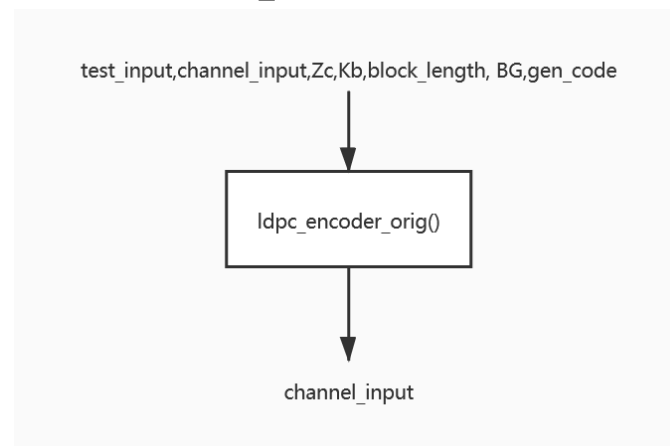 test_input,channel_input,Zc,Kb,block_length, BG,gen_code
ldpc_encoder_orig()
channel_input